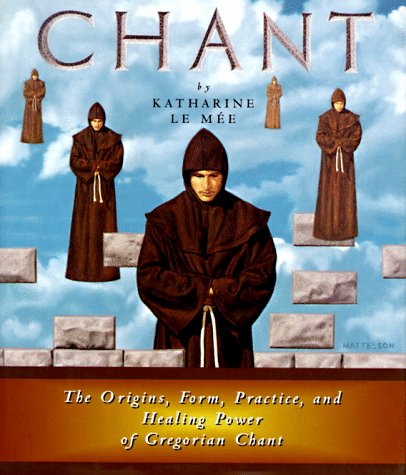 CHANT
by
KATHARINE
LE MÉE
MATTELSON
The Origins, Form, Practice, and
Healing Power
of Gregorian Chant